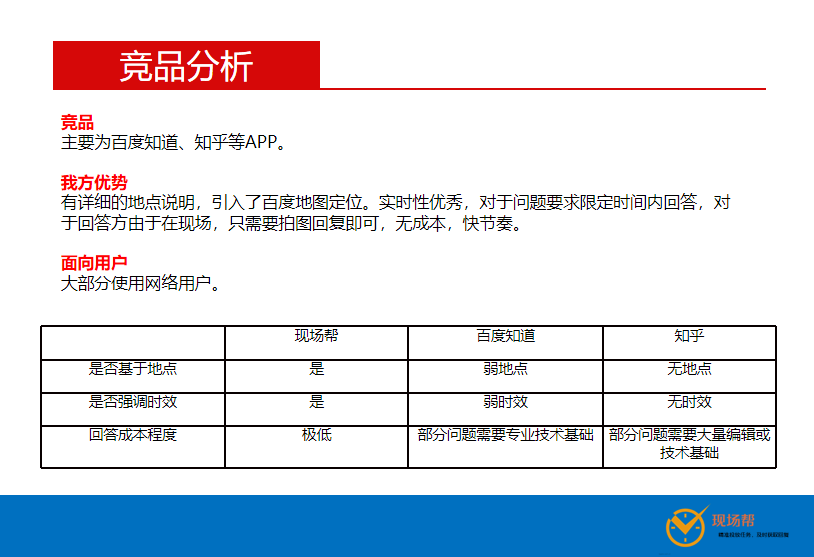 竞品分析
竞品
主要为百度知道、知乎等APP。
我方优势
有详细的地点说明，引入了百度地图定位。实时性优秀，对于问题要求限定时间内回答，对
于回答方由于在现场，只需要拍图回复即可，无成本，快节奏。
面向用户
大部分使用网络用户。
现场帮 百度知道 知乎
是否基于地点 是 弱地点 无地点
是否强调时效 是 弱时效 无时效
回答成本程度 极低 部分问题需要专业技术基础 部分问题需要大量编辑或
技术基础
现场帮